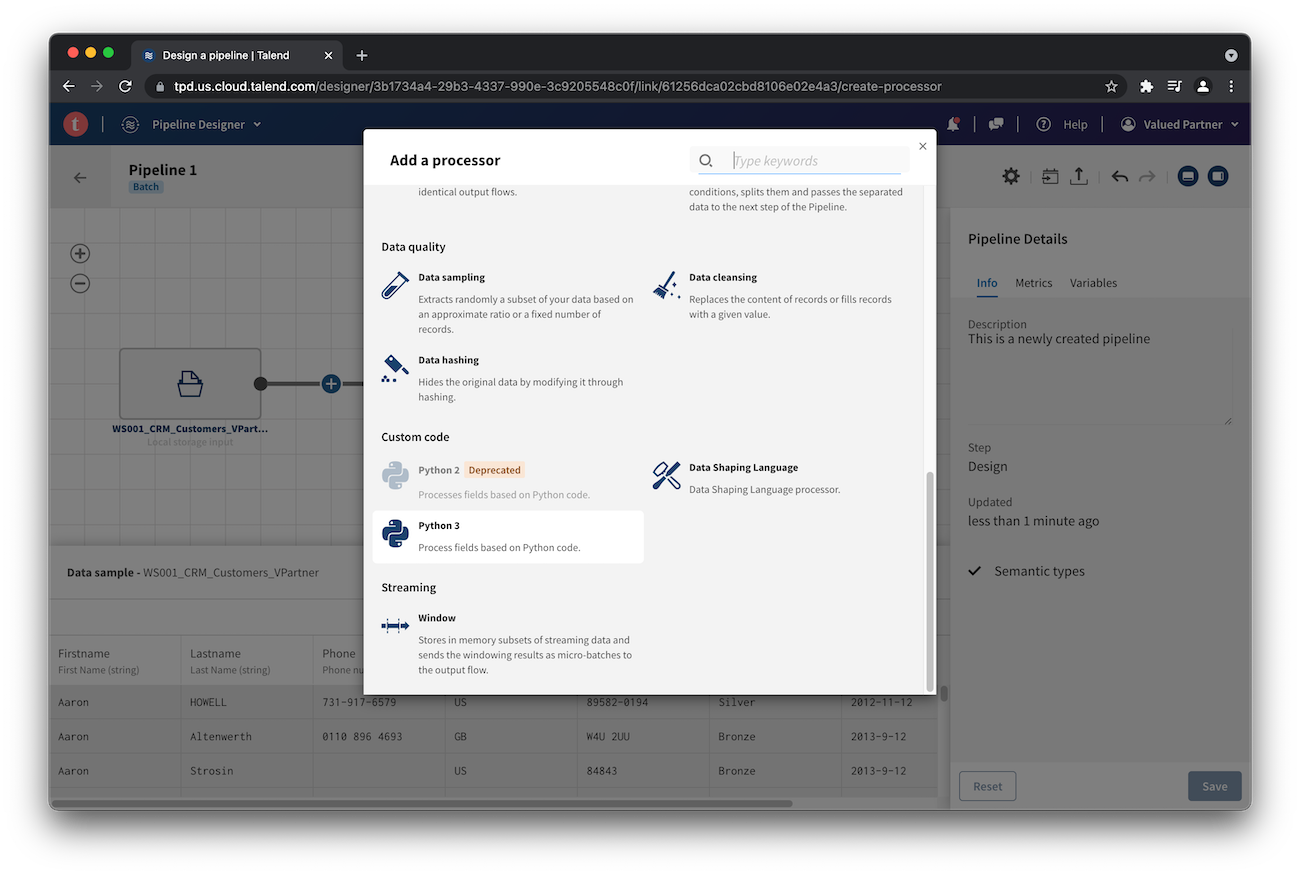 Design a pipeline | Talend
tpd.us.cloud.talend.com/designer/3b1734a4-29b3-4337-990e-3c9205548c0f/link/61256dca02cbd8106e02e4a3/create-processor
t
Pipeline Designer
Help
Valued Partner
Pipeline 1
Batch
Add a processor
Type keywords
identical output flows.
conditions, splits them and passes the separated
data to the next step of the Pipeline.
Data quality
Data sampling
Extracts randomly a subset of your data based on
an approximate ratio or a fixed number of
records.
Data cleansing
Replaces the content of records or fills records
with a given value.
Data hashing
Hides the original data by modifying it through
hashing.
Custom code
Python 2 Deprecated
Processes fields based on Python code.
Data Shaping Language
Data Shaping Language processor.
Python 3
Process fields based on Python code.
Streaming
Window
Stores in memory subsets of streaming data and
sends the windowing results as micro-batches to
the output flow.
WS001_CRM_Customers_VPart...
Local storage input
Pipeline Details
Info Metrics Variables
Description
This is a newly created pipeline
Step
Design
Updated
less than 1 minute ago
Semantic types
Reset
Save
Data sample - WS001_CRM_Customers_VPartner
Firstname Lastname Phone
First Name (string) Last Name (string) Phone nu
Aaron HOWELL 731-917-6579 US 89582-0194 Silver 2012-11-12
Aaron Altenwerth 0110 896 4693 GB W4U 2UU Bronze 2013-9-12
Aaron Strosin US 84843 Bronze 2013-9-12